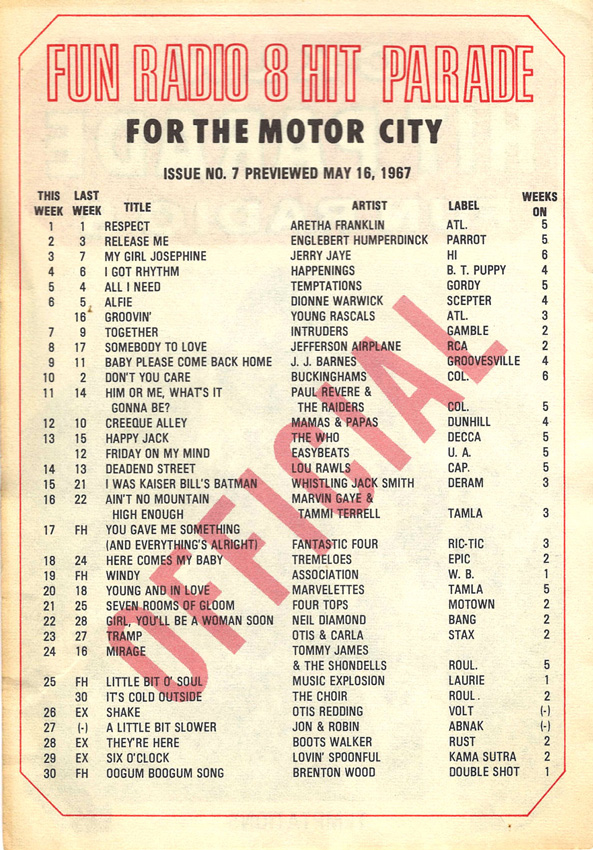 FUN RADIO 8 HIT PARADE
FOR THE MOTOR CITY
ISSUE NO. 7 PREVIEWED MAY 16, 1967
THIS WEEK LAST WEEK TITLE ARTIST LABEL WEEKS ON
1 1 RESPECT ARETHA FRANKLIN ATL. 5
2 3 RELEASE ME ENGLEBERT HUMPERDINCK PARROT 5
3 7 MY GIRL JOSEPHINE JERRY JAYE HI 6
4 6 I GOT RHYTHM HAPPENINGS B. T. PUPPY 4
5 4 ALL I NEED TEMPTATIONS GORDY 5
6 5 ALFIE DIONNE WARWICK SCEPTER 4
16 GROOVIN' YOUNG RASCALS ATL. 3
7 9 TOGETHER INTRUDERS GAMBLE 2
8 17 SOMEBODY TO LOVE JEFFERSON AIRPLANE RCA 2
9 11 BABY PLEASE COME BACK HOME J. J. BARNES GROOVESVILLE 4
10 2 DON'T YOU CARE BUCKINGHAMS COL. 6
11 14 HIM OR ME, WHAT'S IT PAUL REVERE &
GONNA BE? THE RAIDERS COL. 5
12 10 CREEQUE ALLEY MAMAS & PAPAS DUNHILL 4
13 15 HAPPY JACK THE WHO DECCA 5
12 FRIDAY ON MY MIND EASYBEATS U. A. 5
14 13 DEADEND STREET LOU RAWLS CAP. 5
15 21 I WAS KAISER BILL'S BATMAN WHISTLING JACK SMITH DERAM 3
16 22 AIN'T NO MOUNTAIN MARVIN GAYE &
HIGH ENOUGH TAMMI TERRELL TAMLA 3
17 FH YOU GAVE ME SOMETHING
(AND EVERYTHING'S ALRIGHT) FANTASTIC FOUR RIC-TIC 3
18 24 HERE COMES MY BABY TREMELOES EPIC 2
19 FH WINDY ASSOCIATION W. B. 1
20 18 YOUNG AND IN LOVE MARVELETTES TAMLA 5
21 25 SEVEN ROOMS OF GLOOM FOUR TOPS MOTOWN 2
22 28 GIRL, YOU'LL BE A WOMAN SOON NEIL DIAMOND BANG 2
23 27 TRAMP OTIS & CARLA STAX 2
24 16 MIRAGE TOMMY JAMES
& THE SHONDELLS ROUL. 5
25 FH LITTLE BIT O' SOUL MUSIC EXPLOSION LAURIE 1
30 IT'S COLD OUTSIDE THE CHOIR ROUL. 2
26 EX SHAKE OTIS REDDING VOLT (-)
27 (-) A LITTLE BIT SLOWER JON & ROBIN ABNAK (-)
28 EX THEY'RE HERE BOOTS WALKER RUST 2
29 EX SIX O'CLOCK LOVIN' SPOONFUL KAMA SUTRA 2
30 FH OOGUM BOOGUM SONG BRENTON WOOD DOUBLE SHOT 1
OFFICIAL